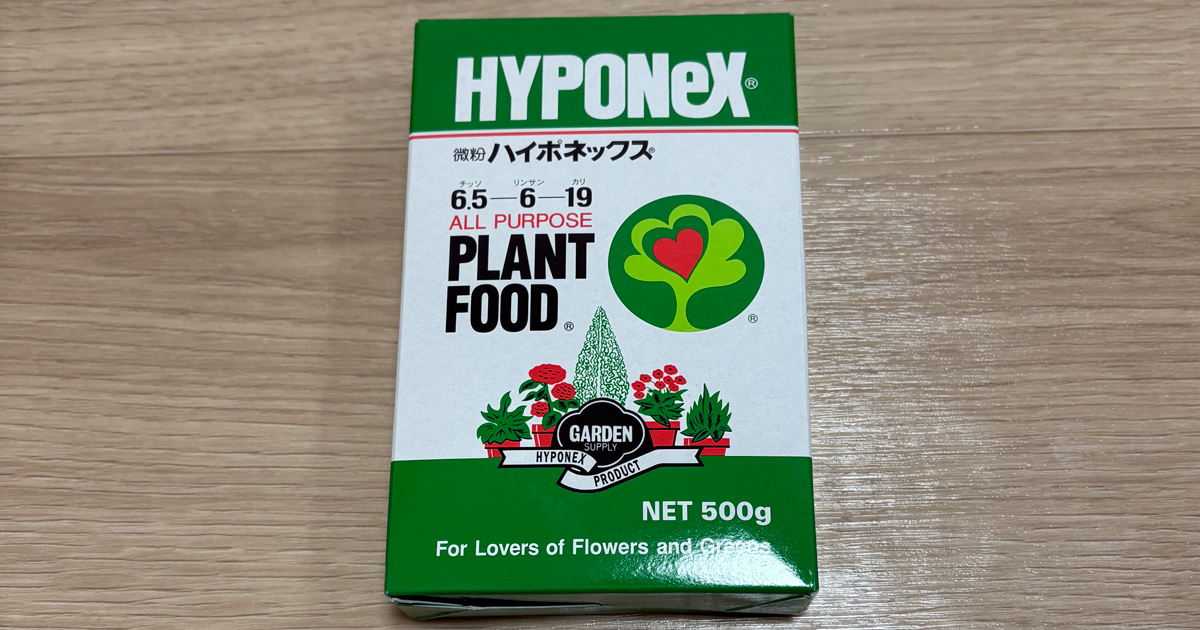 HYPONeX®
微粉 ハイポネックス®
チッソ リンサン カリ
6.5—6—19
ALL PURPOSE
PLANT
FOOD®
®
GARDEN
SUPPLY
HYPONEX
PRODUCT
NET 500g
For Lovers of Flowers and Greens